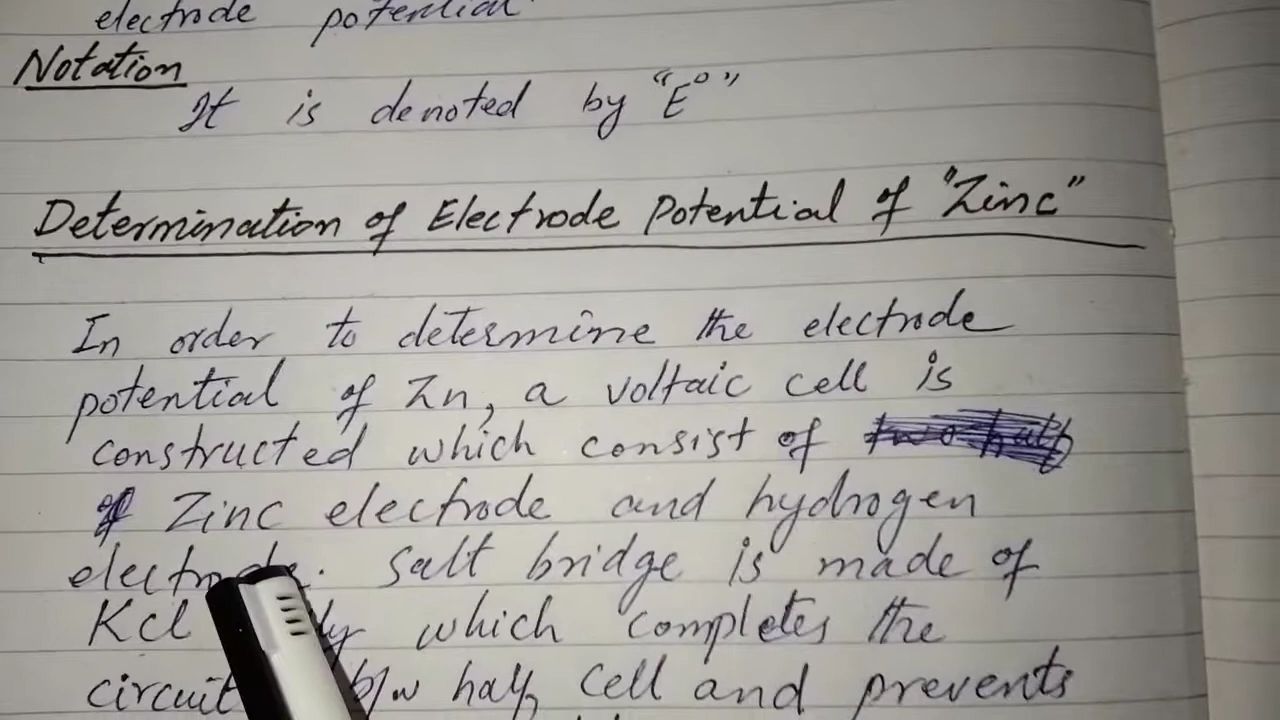 electrode potential
Notation
It is denoted by "E°"
Determination of Electrode Potential of "Zinc"
In order to determine the electrode
potential of Zn, a voltaic cell is
constructed which consist of
Zinc electrode and hydrogen
electrode. Salt bridge is made of
KCl which completes the
circuit b/w half cell and prevents